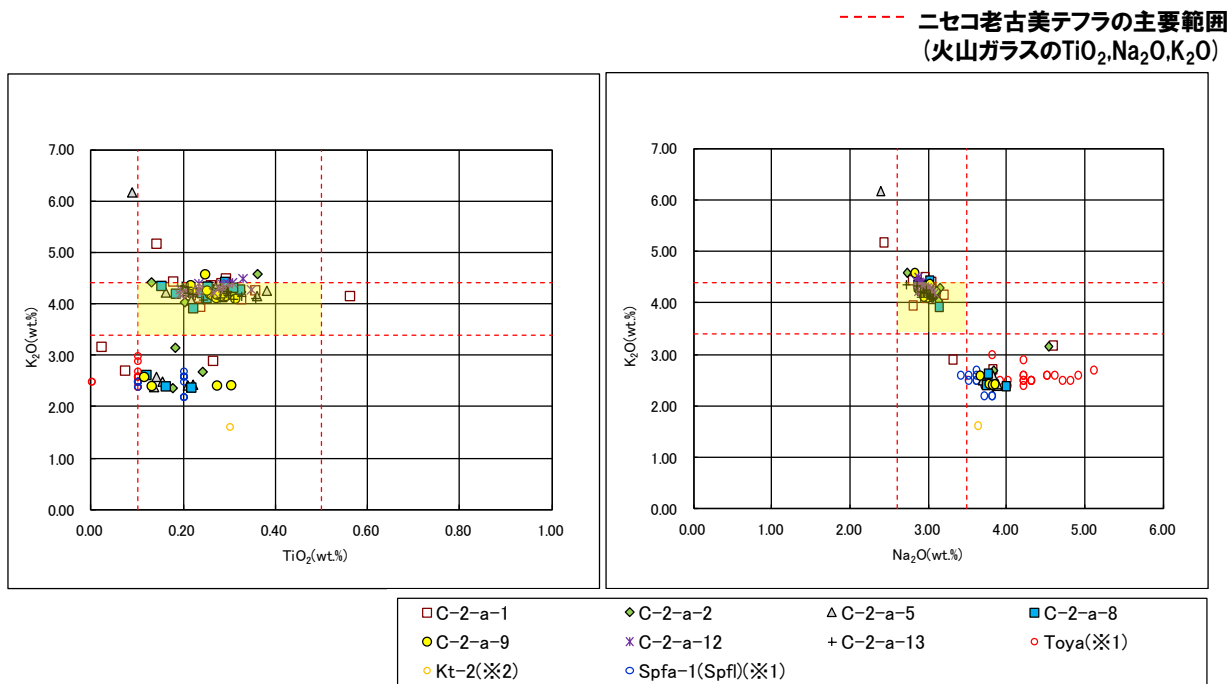 ニセコ老古美テフラの主要範囲
(火山ガラスのTiO₂,Na₂O,K₂O)
K₂O(wt.%)
7.00
6.00
5.00
4.00
3.00
2.00
1.00
0.00
0.00 0.20 0.40 0.60 0.80 1.00
TiO₂(wt.%)
K₂O(wt.%)
7.00
6.00
5.00
4.00
3.00
2.00
1.00
0.00
0.00 1.00 2.00 3.00 4.00 5.00 6.00
Na₂O(wt.%)
C-2-a-1 C-2-a-2 C-2-a-5 C-2-a-8
C-2-a-9 C-2-a-12 C-2-a-13 Toya(※1)
Kt-2(※2) Spfa-1(Spfl)(※1)